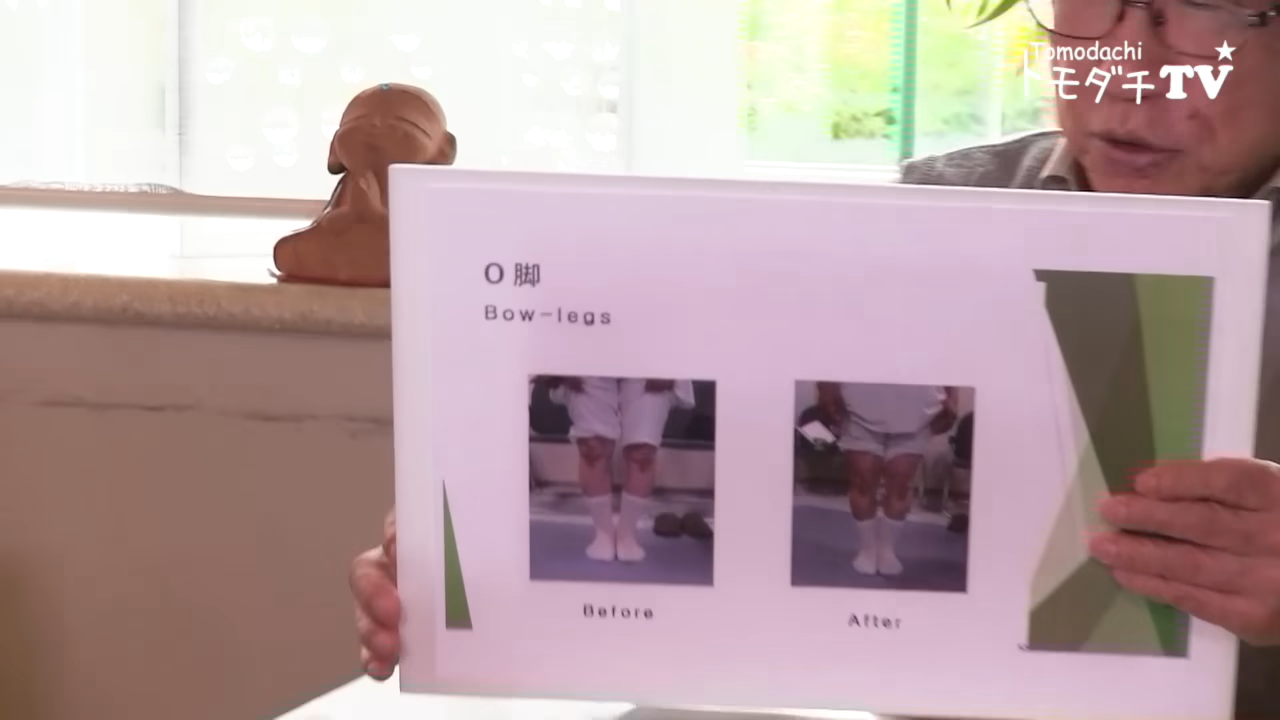 Tomodachi
トモダチTV
O脚
Bow-legs
Before
After